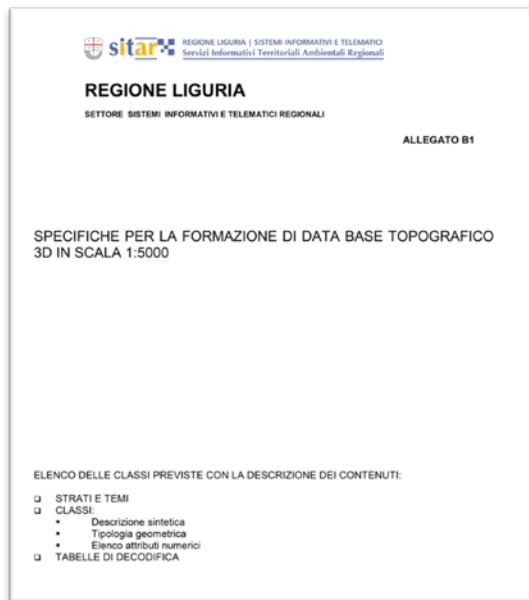 sitar REGIONE LIGURIA | SISTEMI INFORMATIVI E TELEMATICI
Servizi Informativi Territoriali Ambientali Regionali
REGIONE LIGURIA
SETTORE SISTEMI INFORMATIVI E TELEMATICI REGIONALI
ALLEGATO B1
SPECIFICHE PER LA FORMAZIONE DI DATA BASE TOPOGRAFICO
3D IN SCALA 1:5000
ELENCO DELLE CLASSI PREVISTE CON LA DESCRIZIONE DEI CONTENUTI:
❑ STRATI E TEMI
❑ CLASSI:
▪ Descrizione sintetica
▪ Tipologia geometrica
▪ Elenco attributi numerici
❑ TABELLE DI DECODIFICA